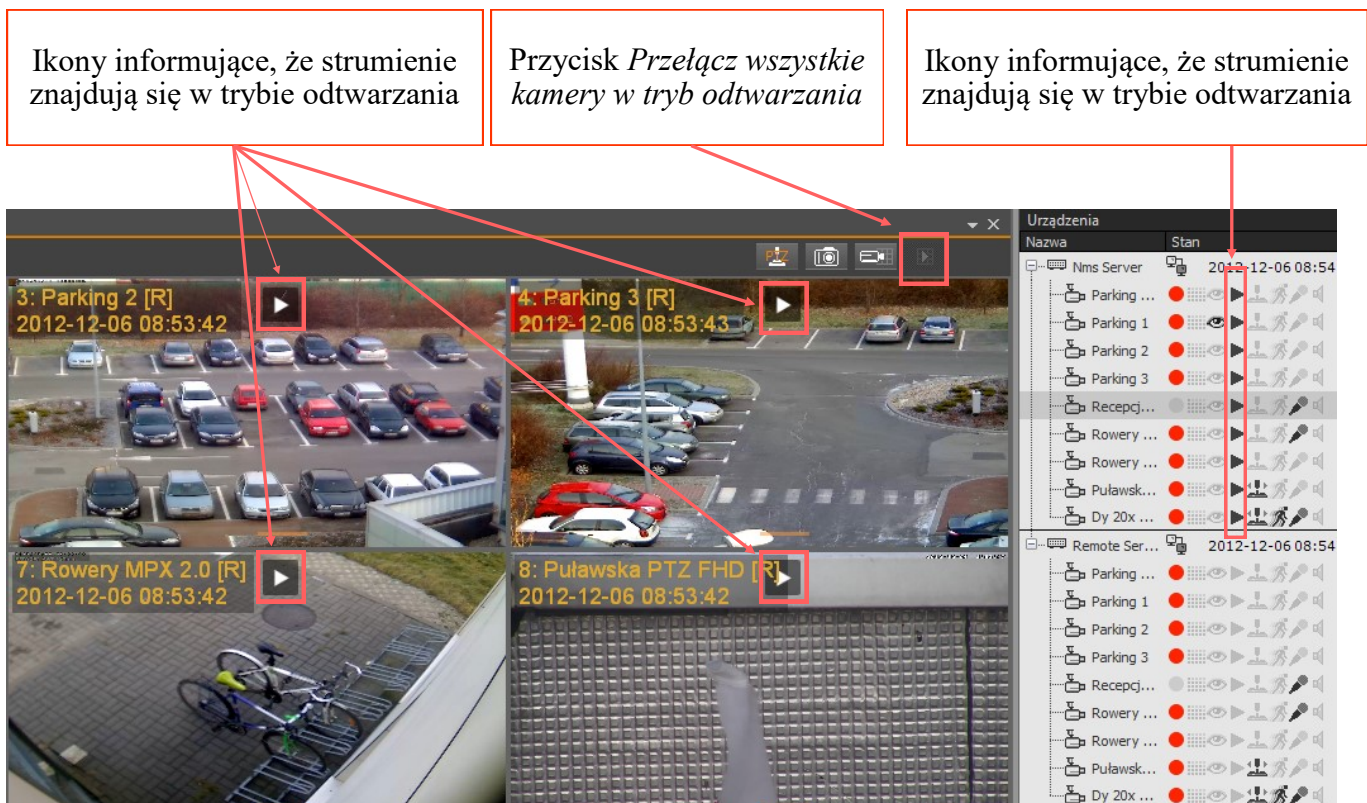 Ikony informujące, że strumienie
znajdują się w trybie odtwarzania
Przycisk Przełącz wszystkie
kamery w tryb odtwarzania
Ikony informujące, że strumienie
znajdują się w trybie odtwarzania
PTZ
3: Parking 2 [R]
2012-12-06 08:53:42
4: Parking 3 [R]
2012-12-06 08:53:43
7: Rowery MPX 2.0 [R]
2012-12-06 08:53:42
8: Puławska PTZ FHD [R]
2012-12-06 08:53:42
Urządzenia
Nazwa Stan
Nms Server 2012-12-06 08:54
Parking ...
Parking 1
Parking 2
Parking 3
Recepcj...
Rowery ...
Rowery ...
Puławsk...
Dy 20x ...
Remote Ser... 2012-12-06 08:54
Parking ...
Parking 1
Parking 2
Parking 3
Recepcj...
Rowery ...
Rowery ...
Puławsk...
Dy 20x ...